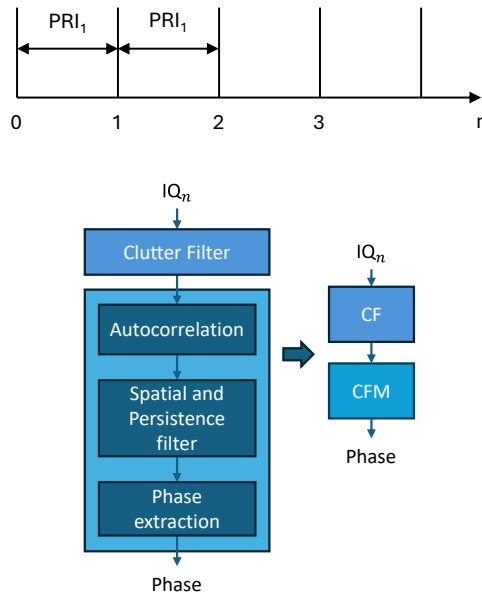 PRI₁ PRI₁
0 1 2 3 n
IQₙ
Clutter Filter
Autocorrelation
Spatial and
Persistence
filter
Phase
extraction
Phase
IQₙ
CF
CFM
Phase